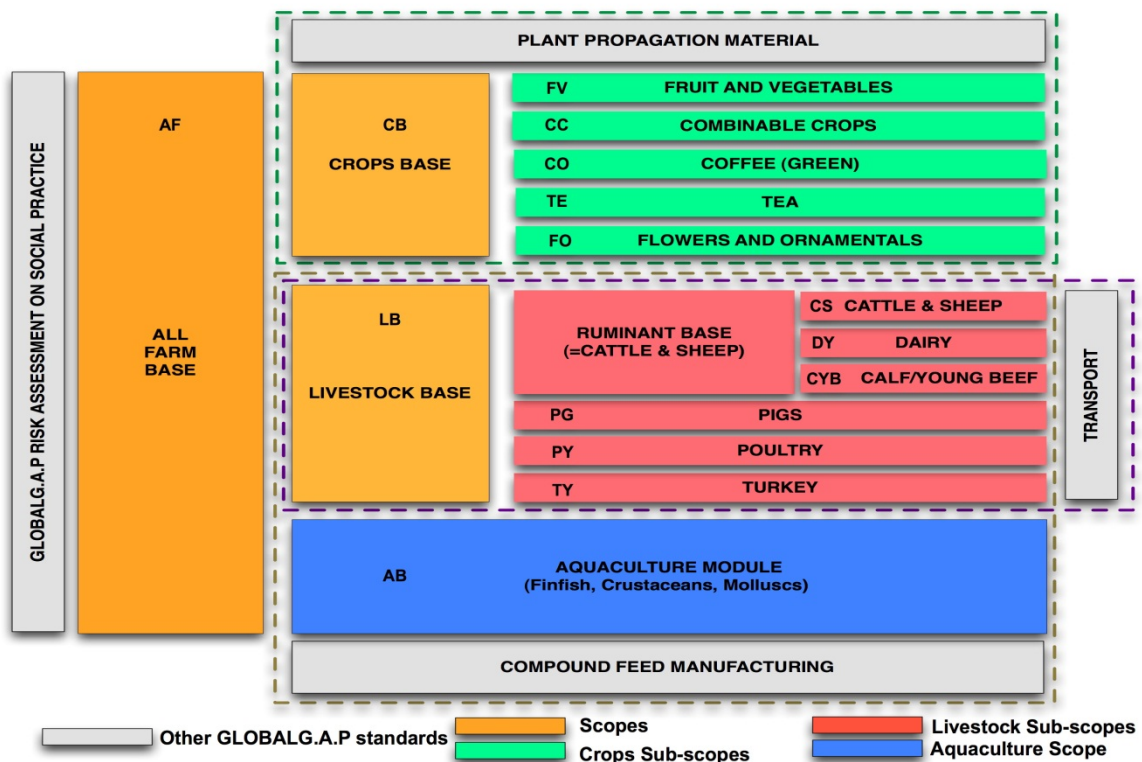 PLANT PROPAGATION MATERIAL
GLOBALG.A.P RISK ASSESSMENT ON SOCIAL PRACTICE
AF
ALL
FARM
BASE
CB
CROPS BASE
FV FRUIT AND VEGETABLES
CC COMBINABLE CROPS
CO COFFEE (GREEN)
TE TEA
FO FLOWERS AND ORNAMENTALS
LB
LIVESTOCK BASE
RUMINANT BASE
(=CATTLE & SHEEP)
CS CATTLE & SHEEP
DY DAIRY
CYB CALF/YOUNG BEEF
PG PIGS
PY POULTRY
TY TURKEY
TRANSPORT
AB
AQUACULTURE MODULE
(Finfish, Crustaceans, Molluscs)
COMPOUND FEED MANUFACTURING
Other GLOBALG.A.P standards
Scopes
Crops Sub-scopes
Livestock Sub-scopes
Aquaculture Scope